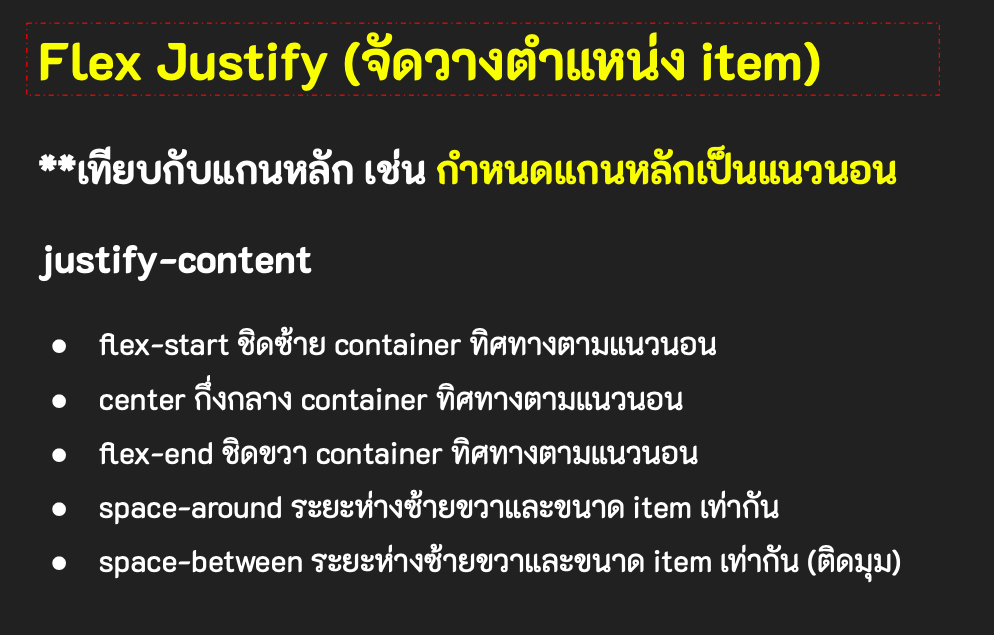 Flex Justify (จัดวางตำแหน่ง item)
**เทียบกับแกนหลัก เช่น กำหนดแกนหลักเป็นแนวนอน
justify-content
● flex-start ชิดซ้าย container ทิศทางตามแนวนอน
● center กึ่งกลาง container ทิศทางตามแนวนอน
● flex-end ชิดขวา container ทิศทางตามแนวนอน
● space-around ระยะห่างซ้ายขวาและขนาด item เท่ากัน
● space-between ระยะห่างซ้ายขวาและขนาด item เท่ากัน (ติดมุม)